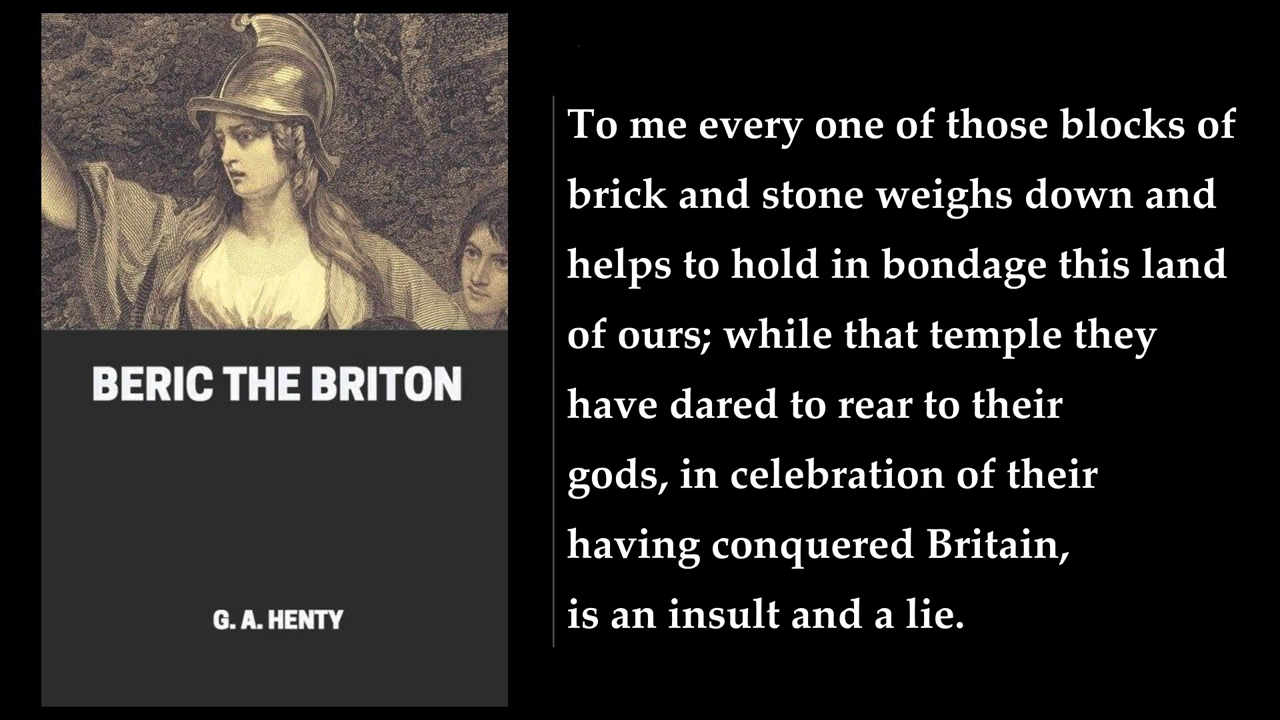 BERIC THE BRITON
G. A. HENTY
To me every one of those blocks of
brick and stone weighs down and
helps to hold in bondage this land
of ours; while that temple they
have dared to rear to their
gods, in celebration of their
having conquered Britain,
is an insult and a lie.